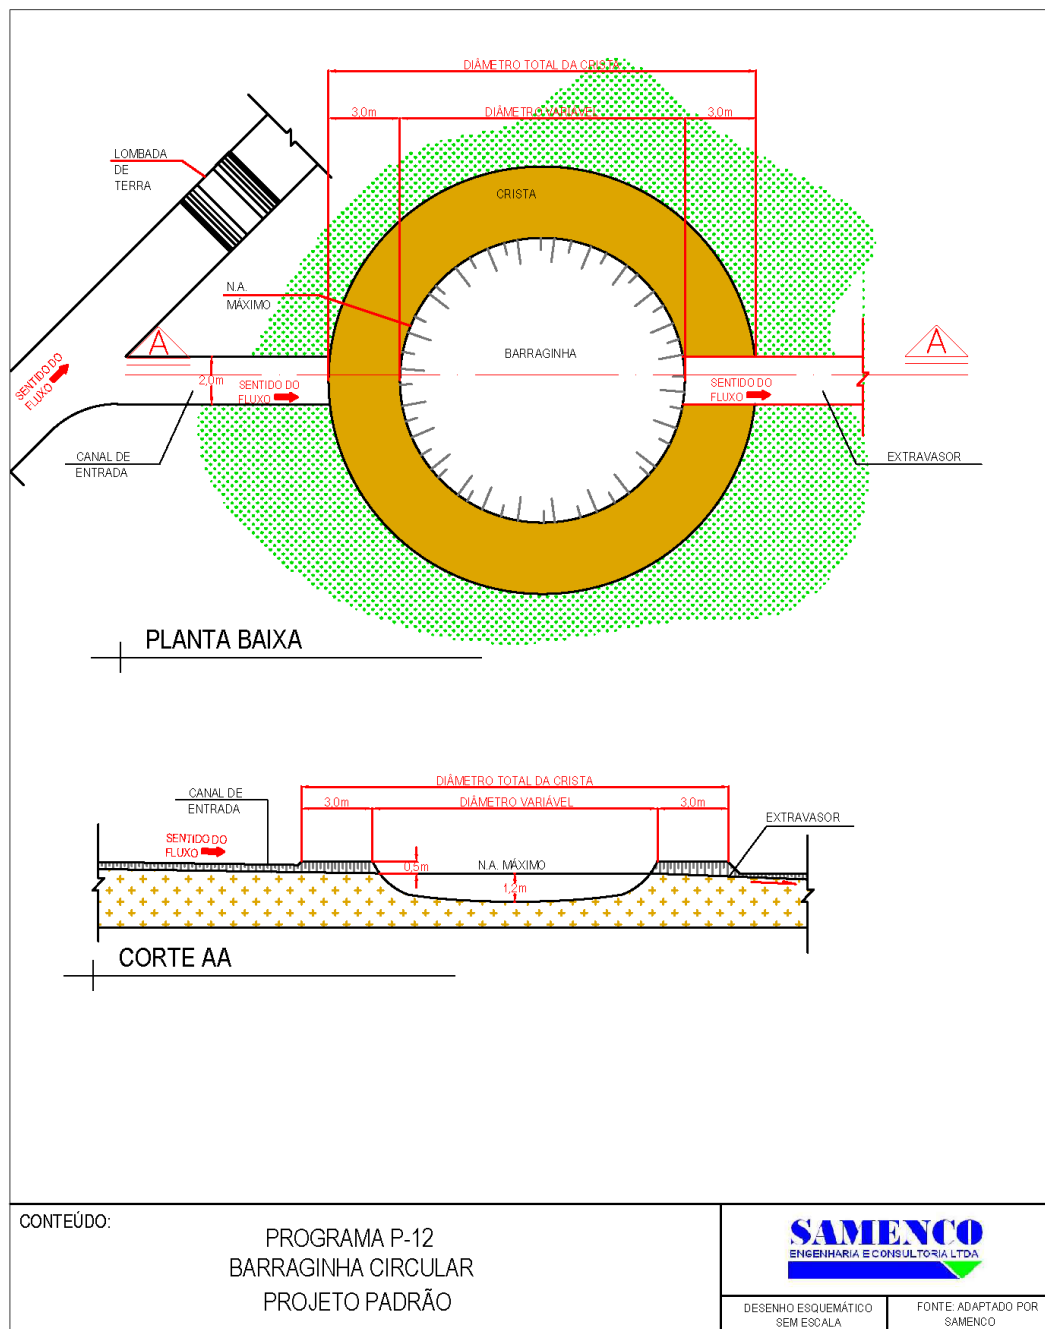 DIÂMETRO TOTAL DA CRISTA
3,0m
DIÂMETRO VARIÁVEL
3,0m
LOMBADA
DE
TERRA
CRISTA
N.A.
MÁXIMO
BARRAGINHA
A
A
SENTIDO DO
FLUXO
2,0m
SENTIDO DO
FLUXO
SENTIDO DO
FLUXO
CANAL DE
ENTRADA
EXTRAVASOR
PLANTA BAIXA
DIÂMETRO TOTAL DA CRISTA
CANAL DE
ENTRADA
3,0m
DIÂMETRO VARIÁVEL
3,0m
EXTRAVASOR
SENTIDO DO
FLUXO
0,5m
N.A. MÁXIMO
1,2m
CORTE AA
CONTEÚDO:
PROGRAMA P-12
BARRAGINHA CIRCULAR
PROJETO PADRÃO
SAMENCO
ENGENHARIA E CONSULTORIA LTDA
DESENHO ESQUEMÁTICO
SEM ESCALA
FONTE: ADAPTADO POR
SAMENCO